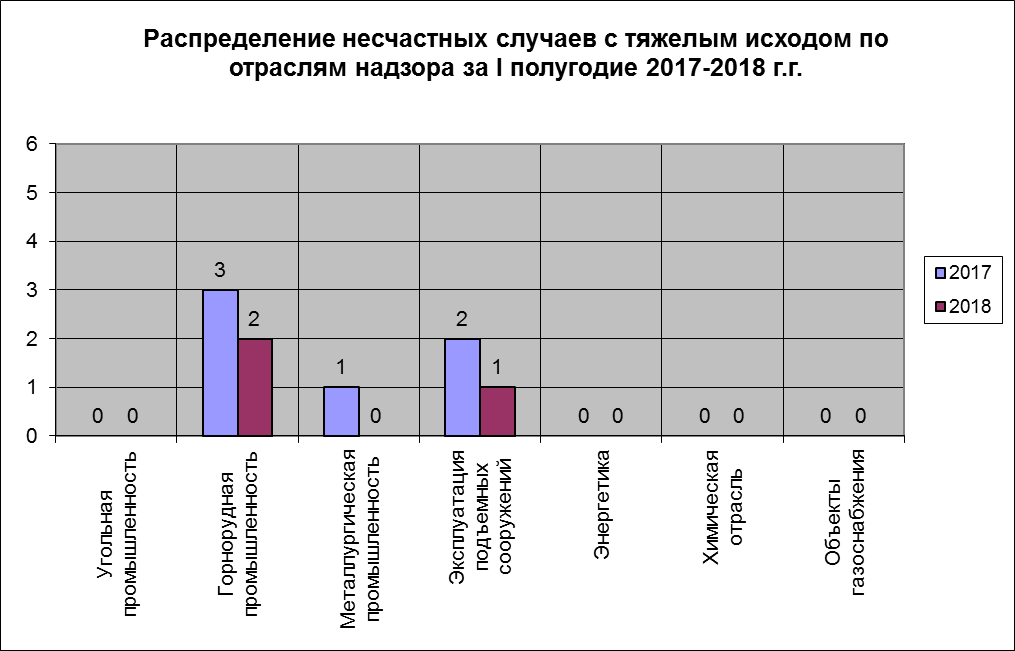 Распределение несчастных случаев с тяжелым исходом по
отраслям надзора за I полугодие 2017-2018 г.г.
6
5
4
3
2
1
0
0 0
3
2
1
0
2
1
0 0
0 0
0 0
Угольная
промышленность
Горнорудная
промышленность
Металлургическая
промышленность
Эксплуатация
подъемных
сооружений
Энергетика
Химическая
отрасль
Объекты
газоснабжения
2017
2018